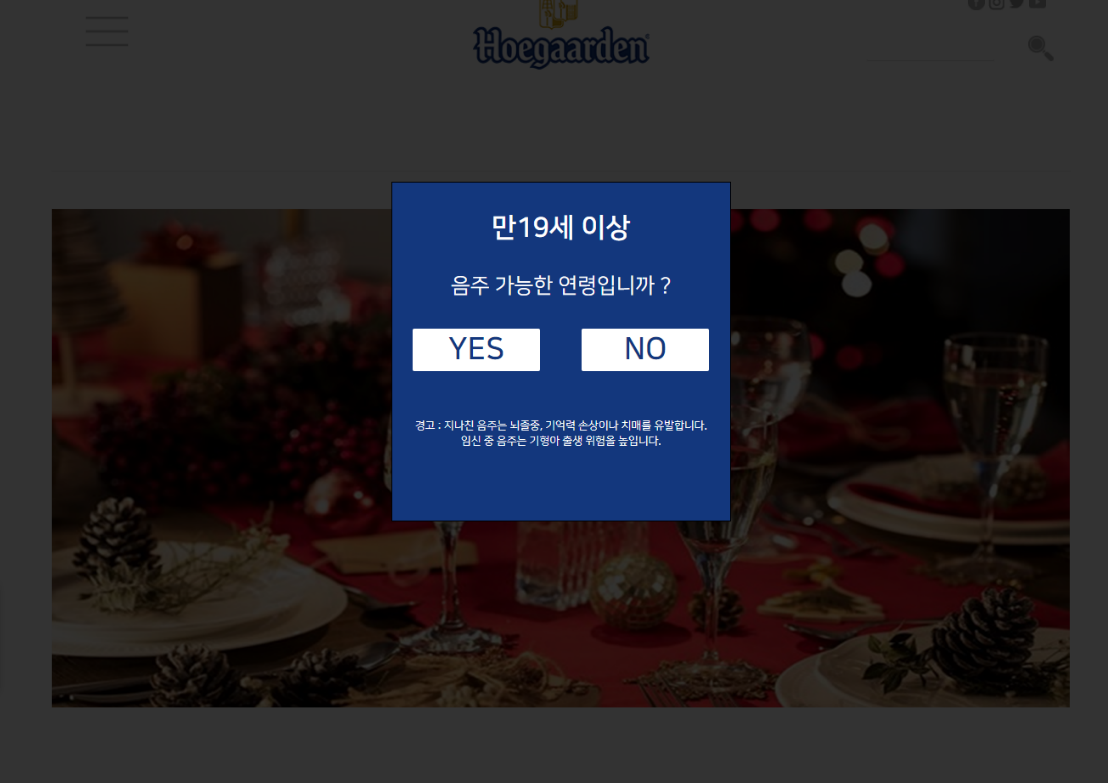 Hoegaarden
만19세 이상
음주 가능한 연령입니까 ?
YES
NO
경고 : 지나친 음주는 뇌졸중, 기억력 손상이나 치매를 유발합니다.
임신 중 음주는 기형아 출생 위험을 높입니다.